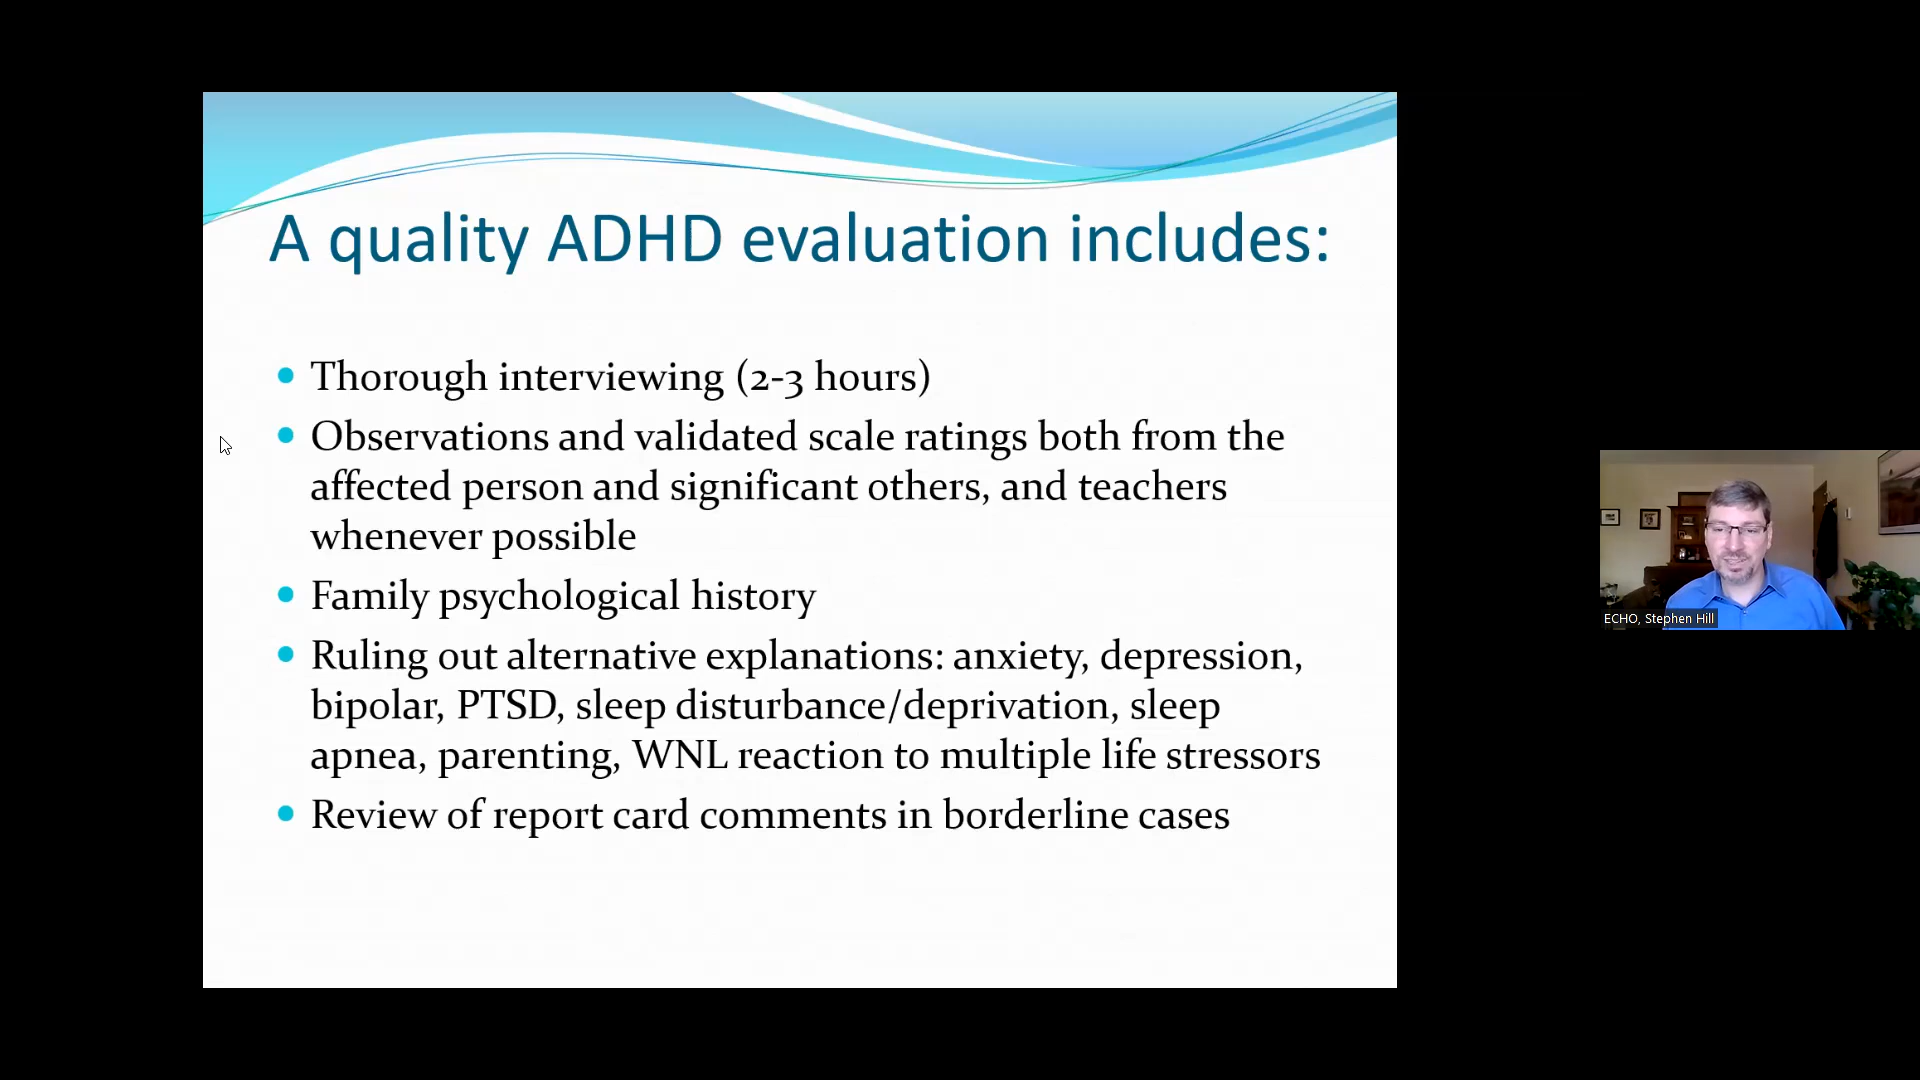 A quality ADHD evaluation includes:
• Thorough interviewing (2-3 hours)
• Observations and validated scale ratings both from the
affected person and significant others, and teachers
whenever possible
• Family psychological history
• Ruling out alternative explanations: anxiety, depression,
bipolar, PTSD, sleep disturbance/deprivation, sleep
apnea, parenting, WNL reaction to multiple life stressors
• Review of report card comments in borderline cases
ECHO, Stephen Hill